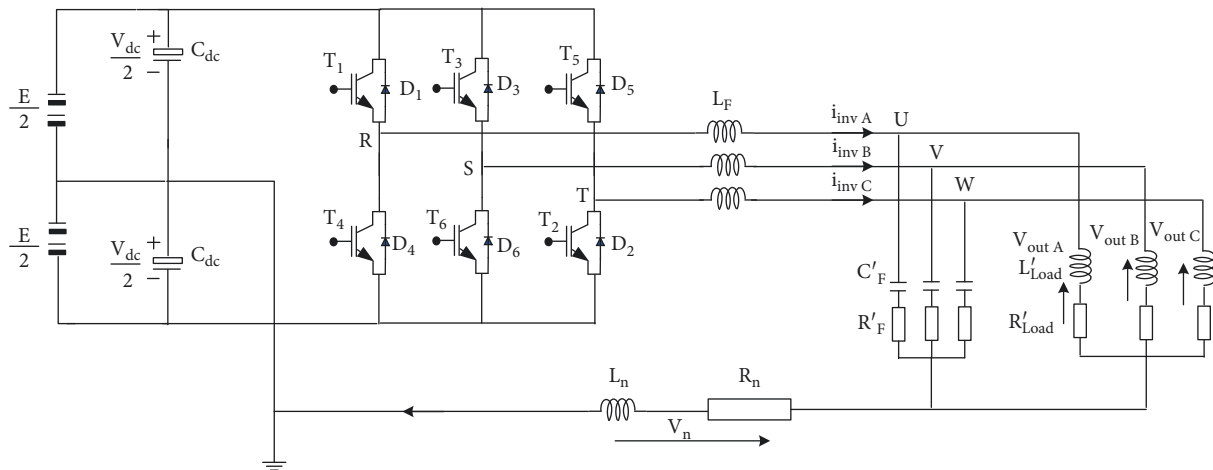 E/2
E/2
V_dc/2
+
−
C_dc
V_dc/2
+
−
C_dc
T_1
D_1
T_3
D_3
T_5
D_5
R
S
T
T_4
D_4
T_6
D_6
T_2
D_2
L_F
i_inv A
U
i_inv B
V
i_inv C
W
C'_F
R'_F
V_out A
V_out B
V_out C
L'_Load
R'_Load
L_n
R_n
V_n